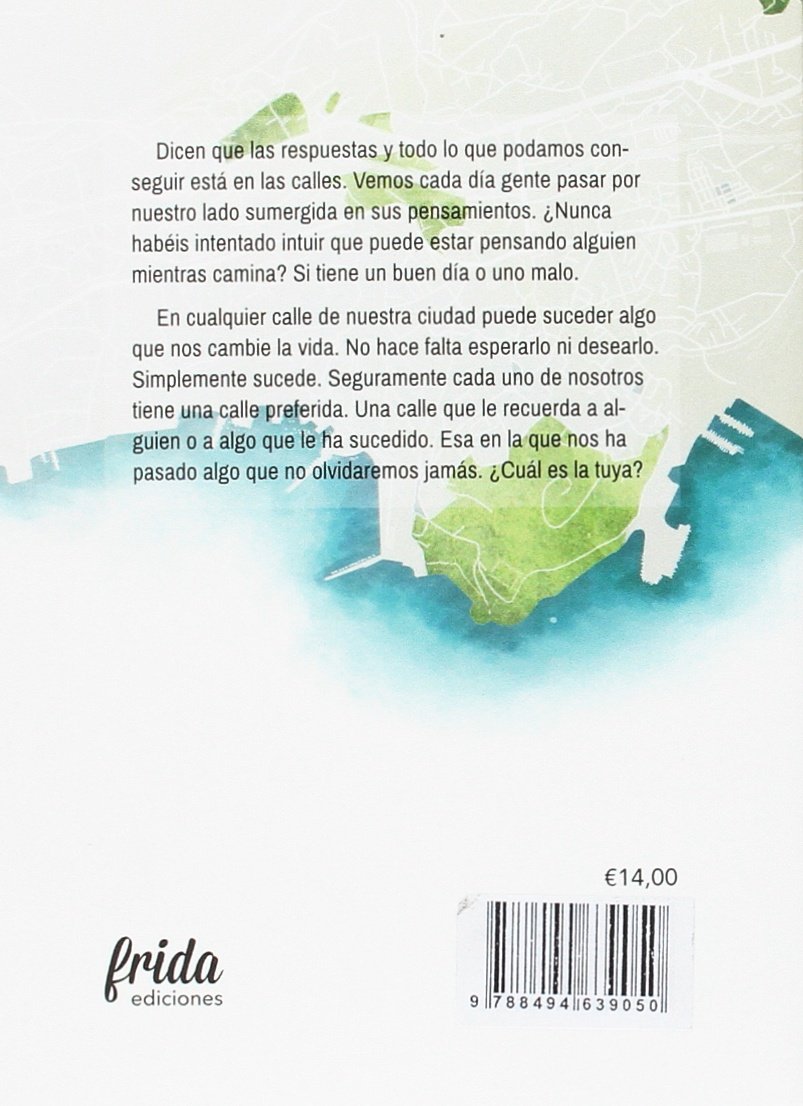 Dicen que las respuestas y todo lo que podamos con-
seguir está en las calles. Vemos cada día gente pasar por
nuestro lado sumergida en sus pensamientos. ¿Nunca
habéis intentado intuir que puede estar pensando alguien
mientras camina? Si tiene un buen día o uno malo.
En cualquier calle de nuestra ciudad puede suceder algo
que nos cambie la vida. No hace falta esperarlo ni desearlo.
Simplemente sucede. Seguramente cada uno de nosotros
tiene una calle preferida. Una calle que le recuerda a al-
guien o a algo que le ha sucedido. Esa en la que nos ha
pasado algo que no olvidaremos jamás. ¿Cuál es la tuya?
€14,00
frida
ediciones
9 788494 639050